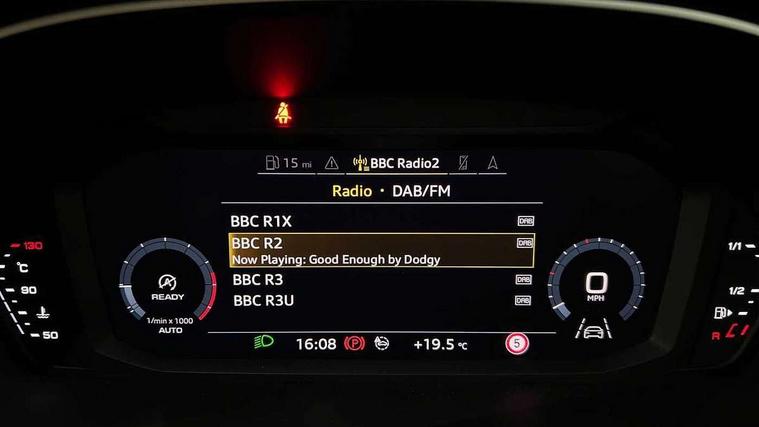 15 mi
BBC Radio2
Radio · DAB/FM
BBC R1X DAB
BBC R2 DAB
Now Playing: Good Enough by Dodgy
BBC R3 DAB
BBC R3U DAB
130
°C
90
50
A
READY
1/min x 1000
AUTO
0
MPH
1/1
1/2
R
16:08
P
+19.5 °C
5